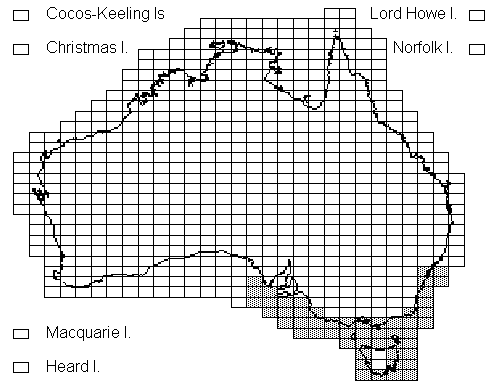 Cocos-Keeling Is
Lord Howe I.
Christmas I.
Norfolk I.
Macquarie I.
Heard I.